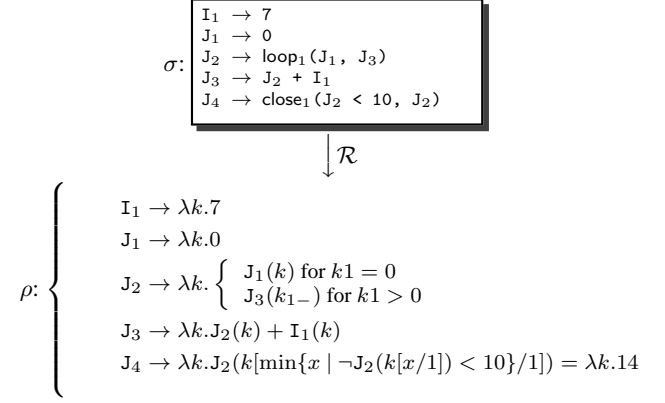 I₁ → 7
J₁ → 0
J₂ → loop₁(J₁, J₃)
σ:
J₃ → J₂ + I₁
J₄ → close₁(J₂ < 10, J₂)
ℛ
I₁ → λk.7
J₁ → λk.0
ρ: J₂ → λk. { J₁(k) for k1 = 0
J₃(k₁₋) for k1 > 0
J₃ → λk.J₂(k) + I₁(k)
J₄ → λk.J₂(k[min{x | ¬J₂(k[x/1]) < 10}/1]) = λk.14